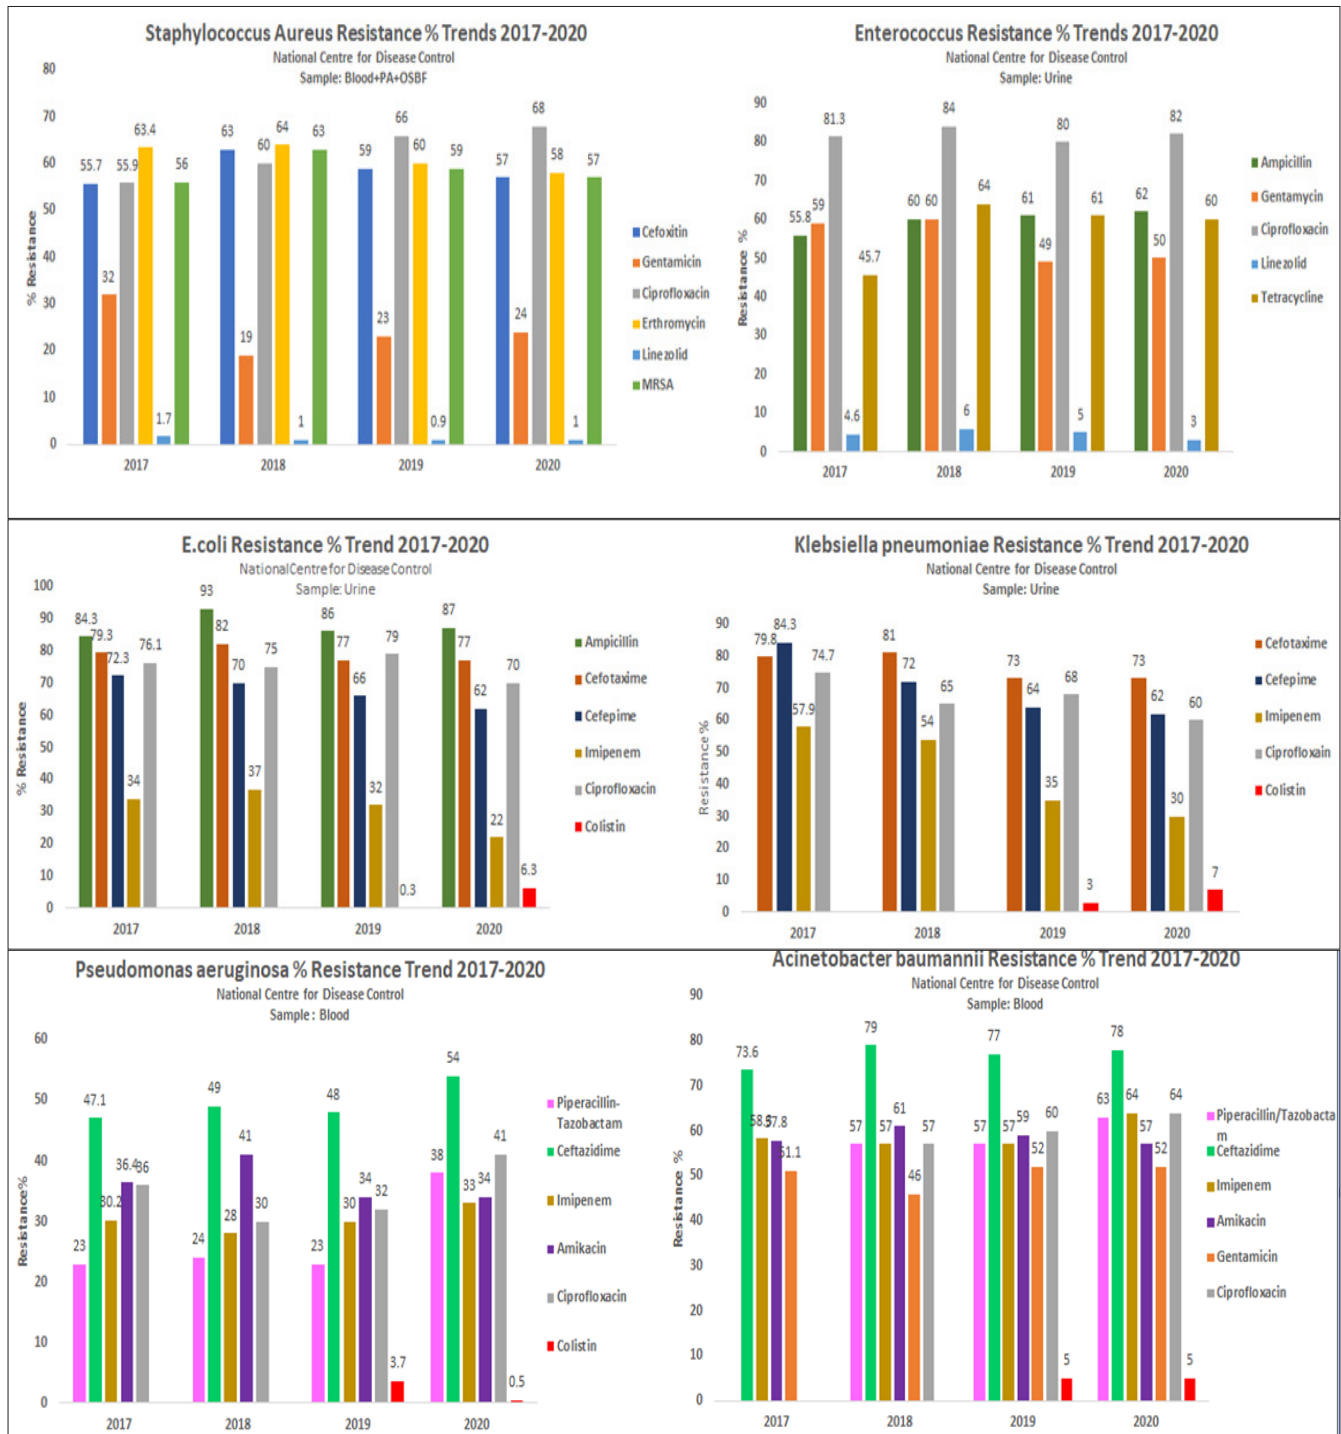 Staphylococcus Aureus Resistance % Trends 2017-2020
National Centre for Disease Control
Sample: Blood+PA+OSBF
% Resistance
80
70
60
50
40
30
20
10
0
55.7 32 55.9 63.4 1.7 56
63 19 60 64 1 63
59 23 66 60 0.9 59
57 24 68 58 1 57
2017 2018 2019 2020
Cefoxitin
Gentamicin
Ciprofloxacin
Erthromycin
Linezolid
MRSA
Enterococcus Resistance % Trends 2017-2020
National Centre for Disease Control
Sample: Urine
Resistance %
90
80
70
60
50
40
30
20
10
0
55.8 59 81.3 4.6 45.7
60 60 84 6 64
61 49 80 5 61
62 50 82 3 60
2017 2018 2019 2020
Ampicillin
Gentamycin
Ciprofloxacin
Linezolid
Tetracycline
E.coli Resistance % Trend 2017-2020
National Centre for Disease Control
Sample: Urine
% Resistance
100
90
80
70
60
50
40
30
20
10
0
84.3 79.3 72.3 34 76.1
93 82 70 37 75
86 77 66 32 79 0.3
87 77 62 22 70 6.3
2017 2018 2019 2020
Ampicillin
Cefotaxime
Cefepime
Imipenem
Ciprofloxacin
Colistin
Klebsiella pneumoniae Resistance % Trend 2017-2020
National Centre for Disease Control
Sample: Urine
Resistance %
90
80
70
60
50
40
30
20
10
0
79.8 84.3 57.9 74.7
81 72 54 65
73 64 35 68 3
73 62 30 60 7
2017 2018 2019 2020
Cefotaxime
Cefepime
Imipenem
Ciprofloxain
Colistin
Pseudomonas aeruginosa % Resistance Trend 2017-2020
National Centre for Disease Control
Sample : Blood
Resistance%
60
50
40
30
20
10
0
23 47.1 30.2 36.4 36
24 49 28 41 30
23 48 30 34 32 3.7
38 54 33 34 41 0.5
2017 2018 2019 2020
Piperacillin-
Tazobactam
Ceftazidime
Imipenem
Amikacin
Ciprofloxacin
Colistin
Acinetobacter baumannii Resistance % Trend 2017-2020
National Centre for Disease Control
Sample: Blood
Resistance %
90
80
70
60
50
40
30
20
10
0
73.6 57.8 51.1
57 79 57 61 46 57
57 77 57 59 52 60 5
63 78 64 57 52 64 5
2017 2018 2019 2020
Piperacillin/Tazobacta
m
Ceftazidime
Imipenem
Amikacin
Gentamicin
Ciprofloxacin